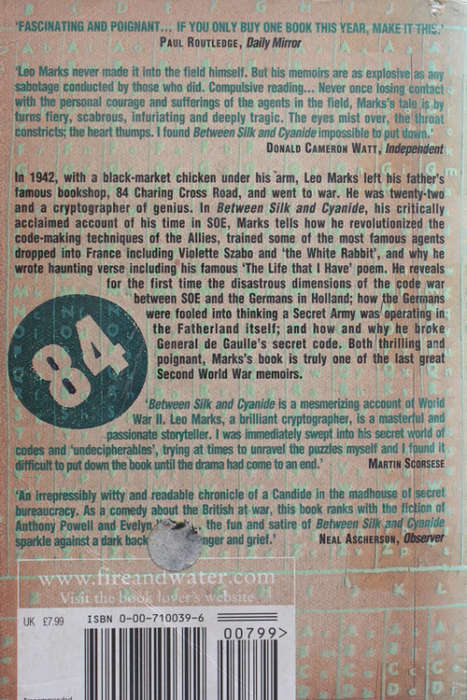 'FASCINATING AND POIGNANT... IF YOU ONLY BUY ONE BOOK THIS YEAR, MAKE IT THIS.'
PAUL ROUTLEDGE, Daily Mirror
'Leo Marks never made it into the field himself. But his memoirs are as explosive as any
sabotage conducted by those who did. Compulsive reading... Never once losing contact
with the personal courage and sufferings of the agents in the field, Marks's tale is by
turns fiery, scabrous, infuriating and deeply tragic. The eyes mist over, the throat
constricts; the heart thumps. I found Between Silk and Cyanide impossible to put down.'
DONALD CAMERON WATT, Independent
In 1942, with a black-market chicken under his arm, Leo Marks left his father's
famous bookshop, 84 Charing Cross Road, and went to war. He was twenty-two
and a cryptographer of genius. In Between Silk and Cyanide, his critically
acclaimed account of his time in SOE, Marks tells how he revolutionized the
code-making techniques of the Allies, trained some of the most famous agents
dropped into France including Violette Szabo and 'the White Rabbit', and why he
wrote haunting verse including his famous 'The Life that I Have' poem. He reveals
for the first time the disastrous dimensions of the code war
between SOE and the Germans in Holland; how the Germans
were fooled into thinking a Secret Army was operating in
the Fatherland itself; and how and why he broke
General de Gaulle's secret code. Both thrilling and
poignant, Marks's book is truly one of the last great
Second World War memoirs.
84
'Between Silk and Cyanide is a mesmerizing account of World
War II. Leo Marks, a brilliant cryptographer, is a masterful and
passionate storyteller. I was immediately swept into his secret world of
codes and 'undecipherables', trying at times to unravel the puzzles myself and I found it
difficult to put down the book until the drama had come to an end.' MARTIN SCORSESE
'An irrepressibly witty and readable chronicle of a Candide in the madhouse of secret
bureaucracy. As a comedy about the British at war, this book ranks with the fiction of
Anthony Powell and Evelyn ... the fun and satire of Between Silk and Cyanide
sparkle against a dark back nger and grief.' NEAL ASCHERSON, Observer
www.fireandwater.com
Visit the book lover's website
UK £7.99
ISBN 0-00-710039-6
00799>